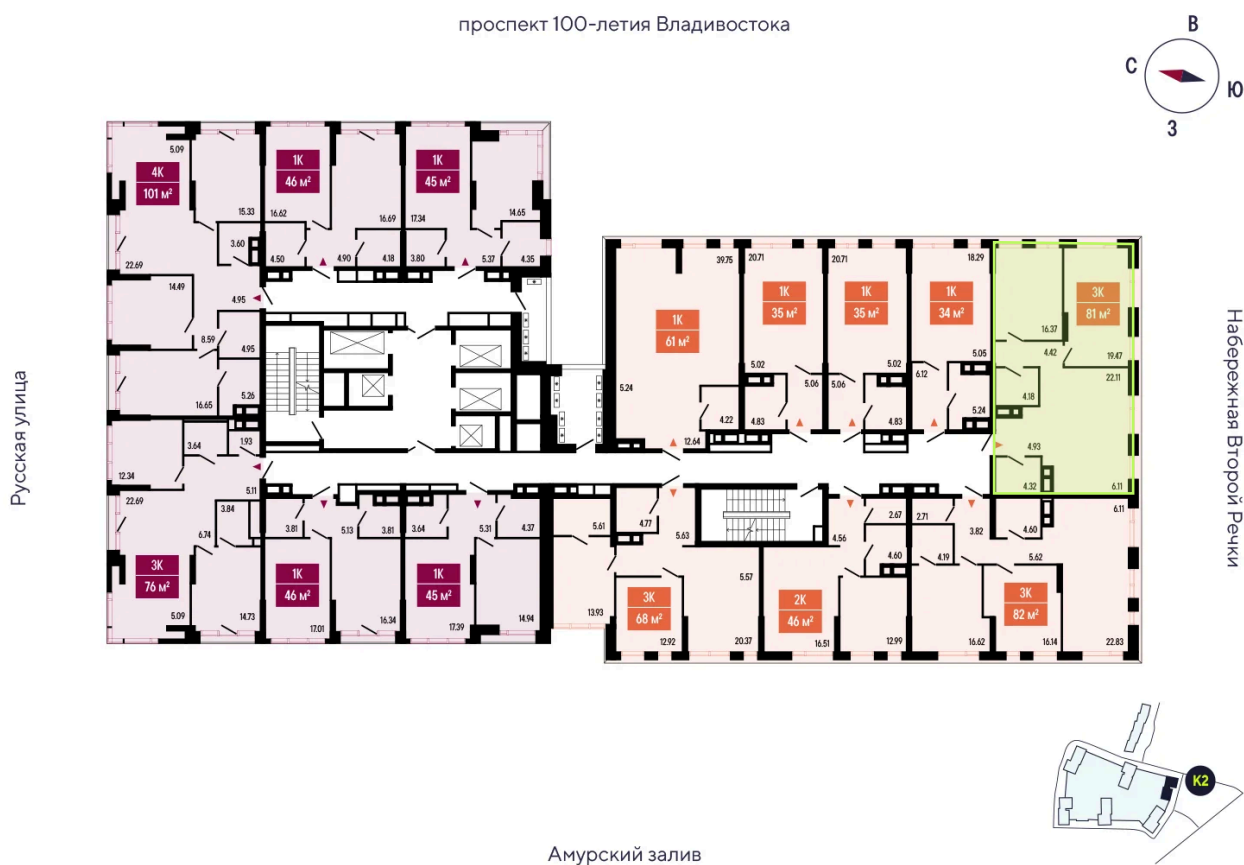 проспект 100-летия Владивостока
В
С
Ю
З
5.09
4К
101 м²
15.33
3.60
22.69
14.49
4.95
8.59
4.95
16.65
5.26
1К
46 м²
16.62
16.69
4.50
4.90
4.18
1К
45 м²
17.34
14.65
3.80
5.37
4.35
39.75
1К
61 м²
5.24
4.22
12.64
20.71
1К
35 м²
5.02
5.06
4.83
20.71
1К
35 м²
5.02
5.06
4.83
18.29
1К
34 м²
5.05
6.12
5.24
3К
81 м²
16.37
4.42
19.47
22.11
4.18
4.93
4.32
6.11
Русская улица
Набережная Второй Речки
3.64
1.93
12.34
22.69
5.11
3.84
6.74
3К
76 м²
5.09
14.73
3.81
5.13
3.81
1К
46 м²
17.01
16.34
3.64
5.31
4.37
1К
45 м²
17.39
14.94
5.61
4.77
5.63
5.57
3К
68 м²
13.93
12.92
20.37
2.67
4.56
4.60
2К
46 м²
16.51
12.99
2.71
3.82
4.60
6.11
4.19
5.62
3К
82 м²
16.62
16.14
22.83
К2
Амурский залив